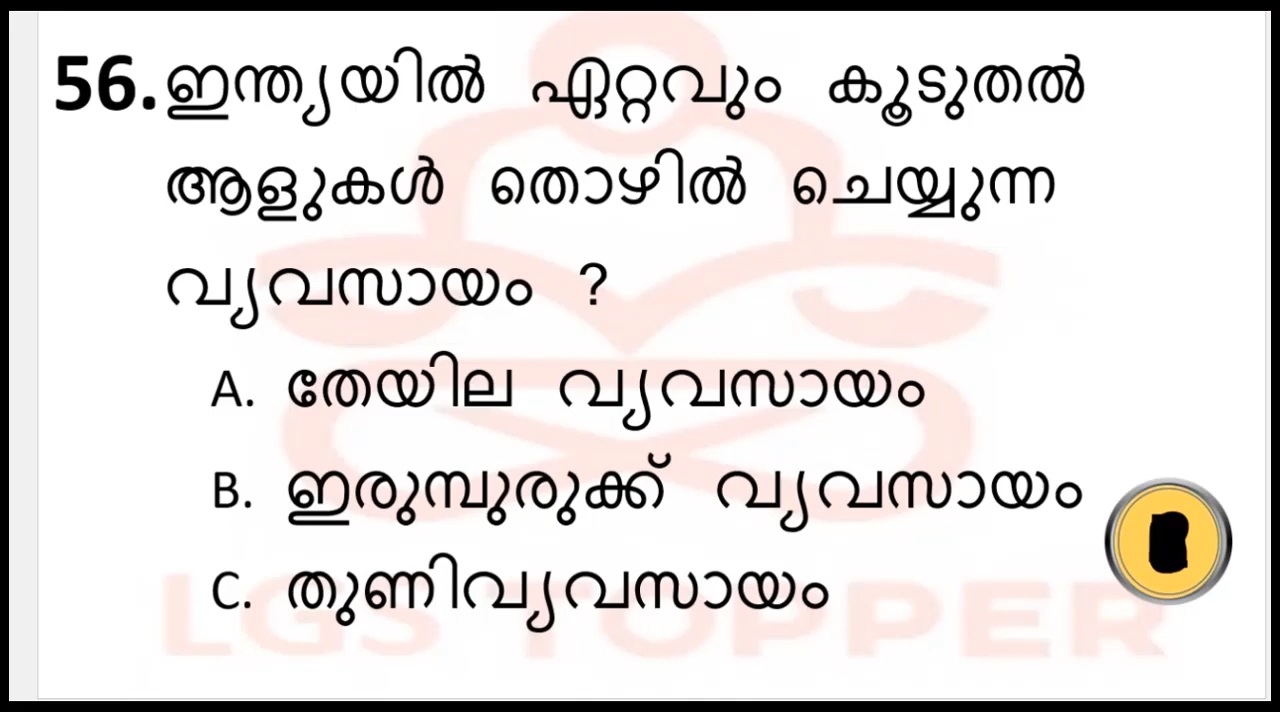 56. ഇന്ത്യയിൽ ഏറ്റവും കൂടുതൽ
ആളുകൾ തൊഴിൽ ചെയ്യുന്ന
വ്യവസായം ?
A. തേയില വ്യവസായം
B. ഇരുമ്പുരുക്ക് വ്യവസായം
C. തുണിവ്യവസായം
LGS TOPPER